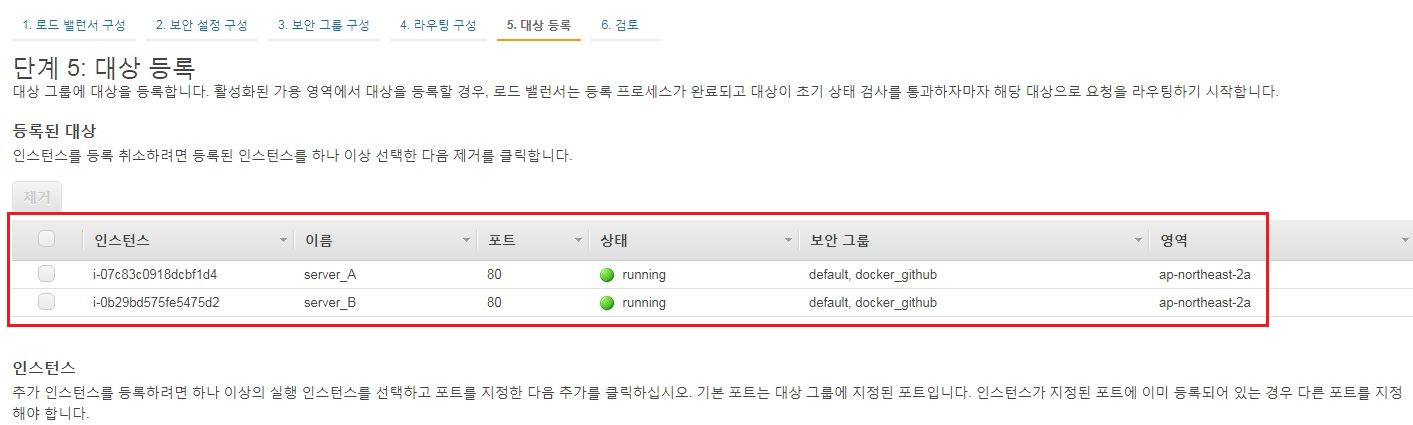 1. 로드 밸런서 구성 2. 보안 설정 구성 3. 보안 그룹 구성 4. 라우팅 구성 5. 대상 등록 6. 검토
단계 5: 대상 등록
대상 그룹에 대상을 등록합니다. 활성화된 가용 영역에서 대상을 등록할 경우, 로드 밸런서는 등록 프로세스가 완료되고 대상이 초기 상태 검사를 통과하자마자 해당 대상으로 요청을 라우팅하기 시작합니다.
등록된 대상
인스턴스를 등록 취소하려면 등록된 인스턴스를 하나 이상 선택한 다음 제거를 클릭합니다.
제거
인스턴스 이름 포트 상태 보안 그룹 영역
i-07c83c0918dcbf1d4 server_A 80 running default, docker_github ap-northeast-2a
i-0b29bd575fe5475d2 server_B 80 running default, docker_github ap-northeast-2a
인스턴스
추가 인스턴스를 등록하려면 하나 이상의 실행 인스턴스를 선택하고 포트를 지정한 다음 추가를 클릭하십시오. 기본 포트는 대상 그룹에 지정된 포트입니다. 인스턴스가 지정된 포트에 이미 등록되어 있는 경우 다른 포트를 지정
해야 합니다.